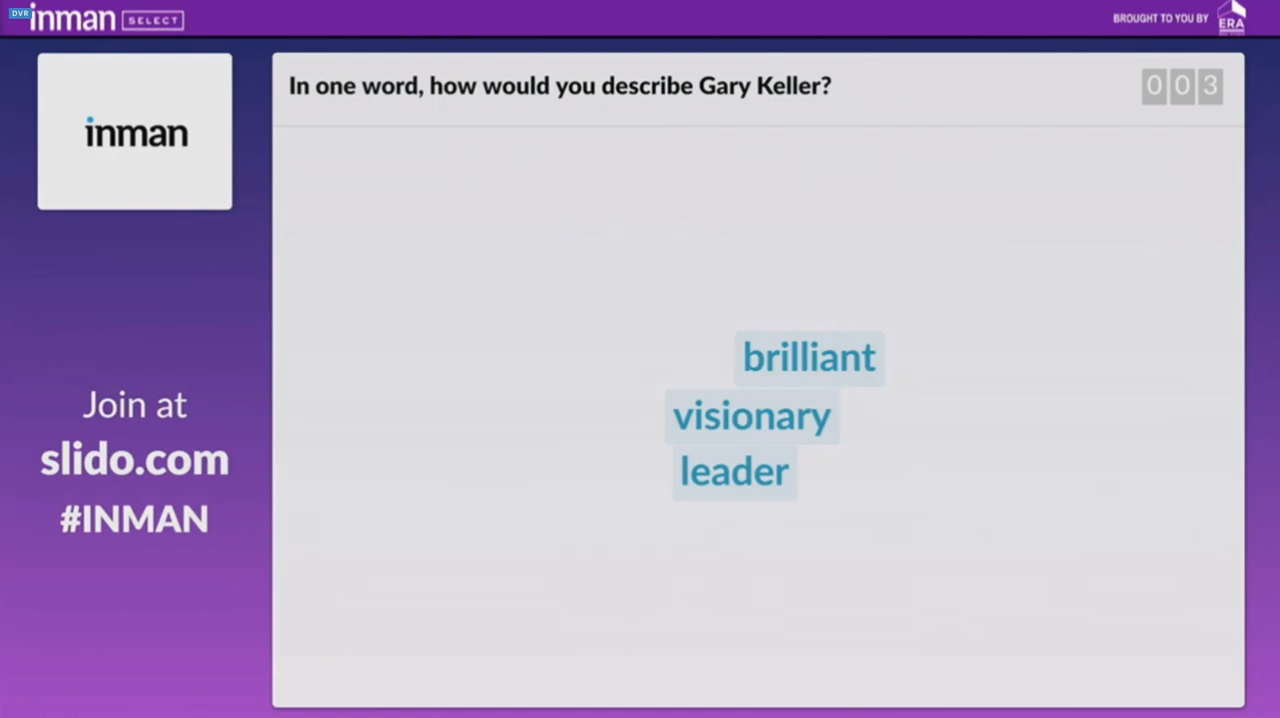 DVR
inman SELECT
BROUGHT TO YOU BY
ERA
inman
In one word, how would you describe Gary Keller?
003
brilliant
visionary
leader
Join at
slido.com
#INMAN